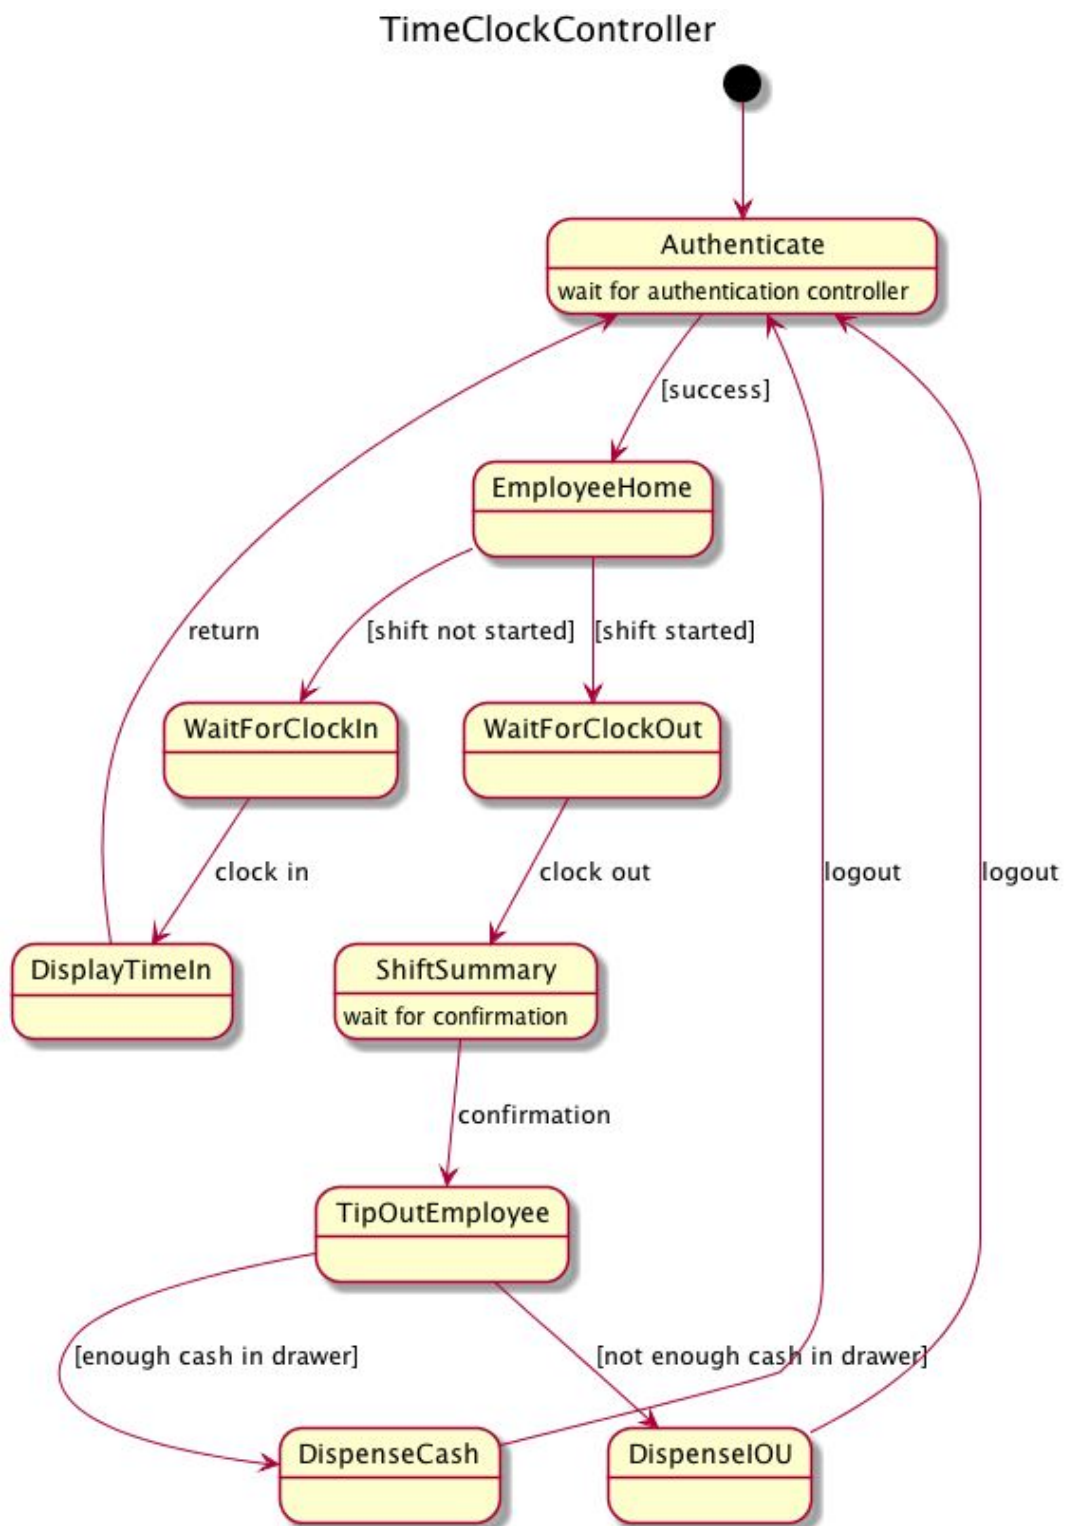 TimeClockController
Authenticate
wait for authentication controller
[success]
EmployeeHome
return
[shift not started]
[shift started]
WaitForClockIn
WaitForClockOut
clock in
clock out
logout
logout
DisplayTimeIn
ShiftSummary
wait for confirmation
confirmation
TipOutEmployee
[enough cash in drawer]
[not enough cash in drawer]
DispenseCash
DispenseIOU